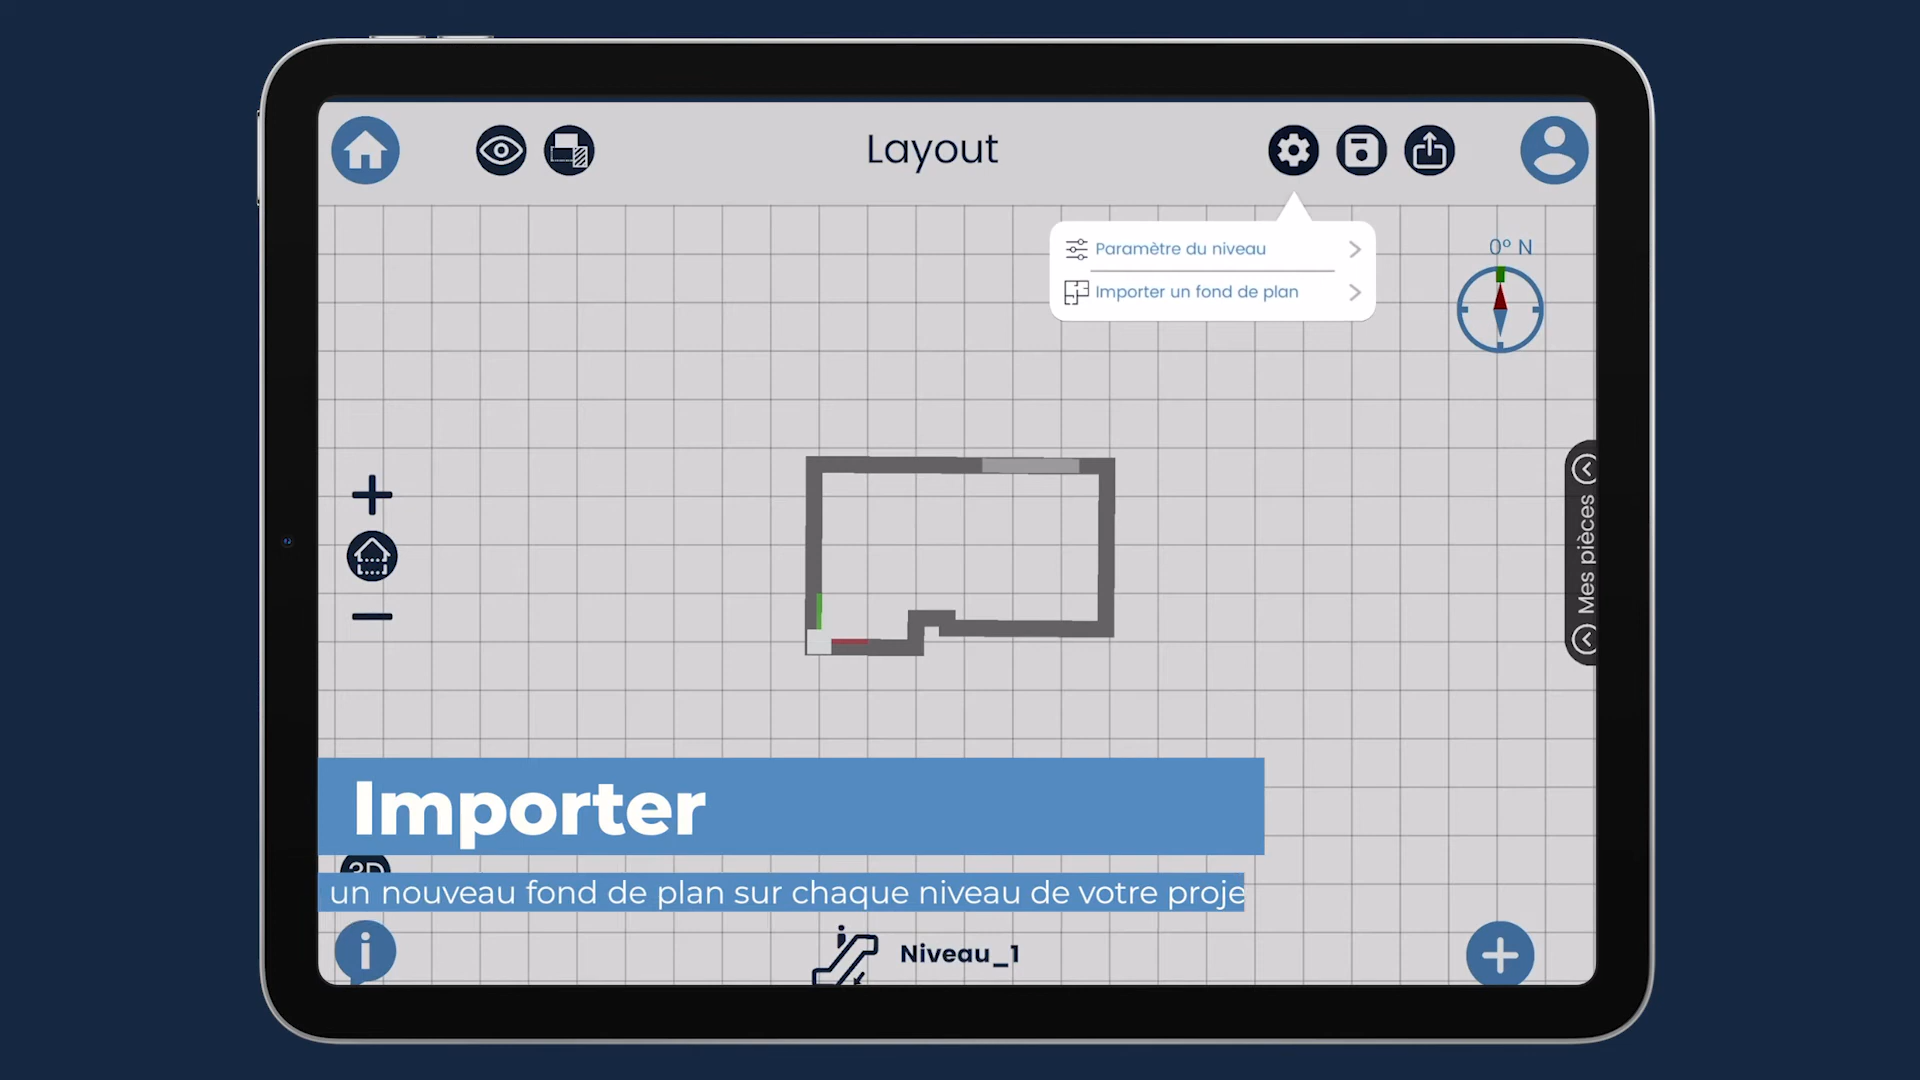 Layout
Paramètre du niveau
Importer un fond de plan
0° N
Mes pièces
Importer
3D
un nouveau fond de plan sur chaque niveau de votre proje
Niveau_1